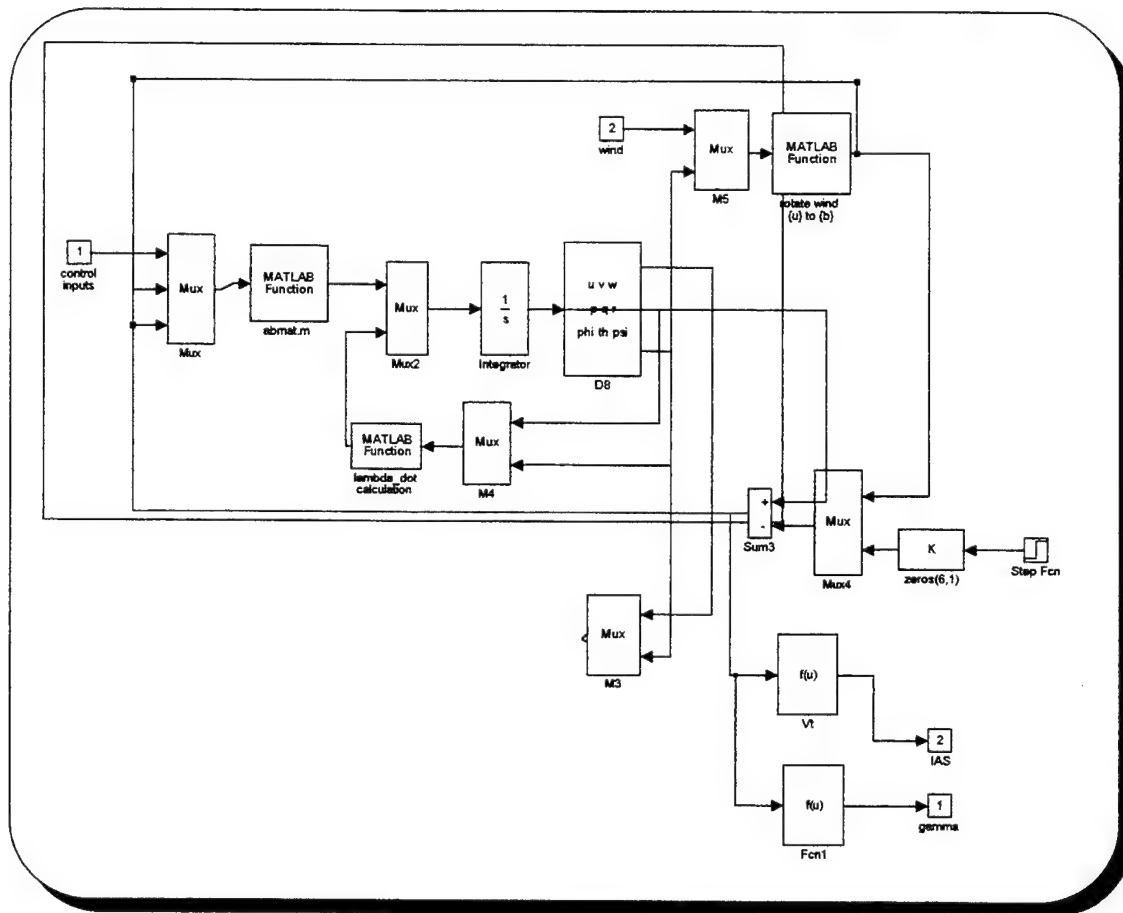 2
wind
Mux
M5
MATLAB
Function
rotate wind
{u} to {b}
1
control
inputs
Mux
Mux
MATLAB
Function
abmat.m
Mux
Mux2
1
s
Integrator
u v w
p q r
phi th psi
D8
MATLAB
Function
lambda_dot
calculation
Mux
M4
+
-
Sum3
Mux
Mux4
K
zeros(6,1)
Step Fcn
Mux
M3
f(u)
Vt
2
IAS
f(u)
Fcn1
1
gamma